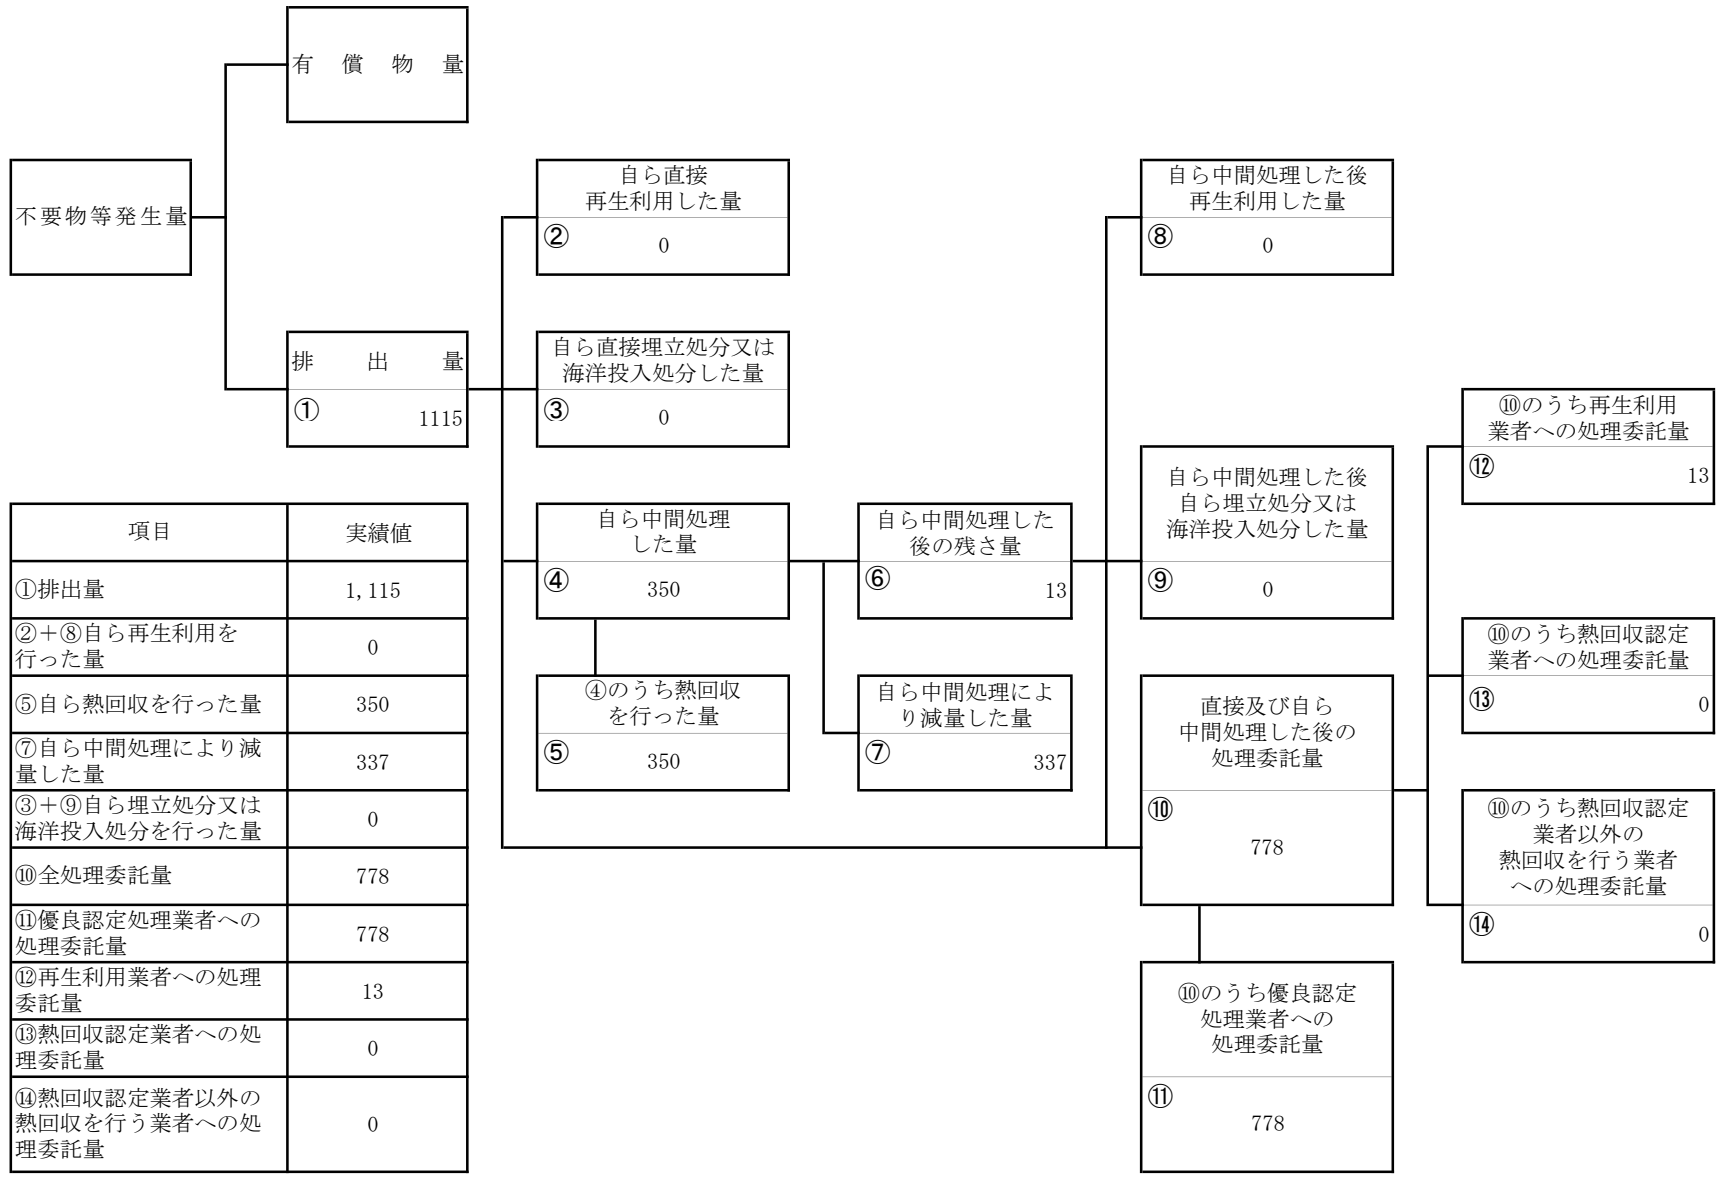 有償物量
不要物等発生量
排出量
①
1115
自ら直接
再生利用した量
②
0
自ら直接埋立処分又は
海洋投入処分した量
③
0
自ら中間処理
した量
④
350
④のうち熱回収
を行った量
⑤
350
自ら中間処理した
後の残さ量
⑥
13
自ら中間処理によ
り減量した量
⑦
337
自ら中間処理した後
再生利用した量
⑧
0
自ら中間処理した後
自ら埋立処分又は
海洋投入処分した量
⑨
0
直接及び自ら
中間処理した後の
処理委託量
⑩
778
⑩のうち優良認定
処理業者への
処理委託量
⑪
778
⑩のうち再生利用
業者への処理委託量
⑫
13
⑩のうち熱回収認定
業者への処理委託量
⑬
0
⑩のうち熱回収認定
業者以外の
熱回収を行う業者
への処理委託量
⑭
0
項目 実績値
①排出量 1,115
②+⑧自ら再生利用を
行った量
0
⑤自ら熱回収を行った量 350
⑦自ら中間処理により減
量した量
337
③+⑨自ら埋立処分又は
海洋投入処分を行った量
0
⑩全処理委託量 778
⑪優良認定処理業者への
処理委託量
778
⑫再生利用業者への処理
委託量
13
⑬熱回収認定業者への処
理委託量
0
⑭熱回収認定業者以外の
熱回収を行う業者への処
理委託量
0